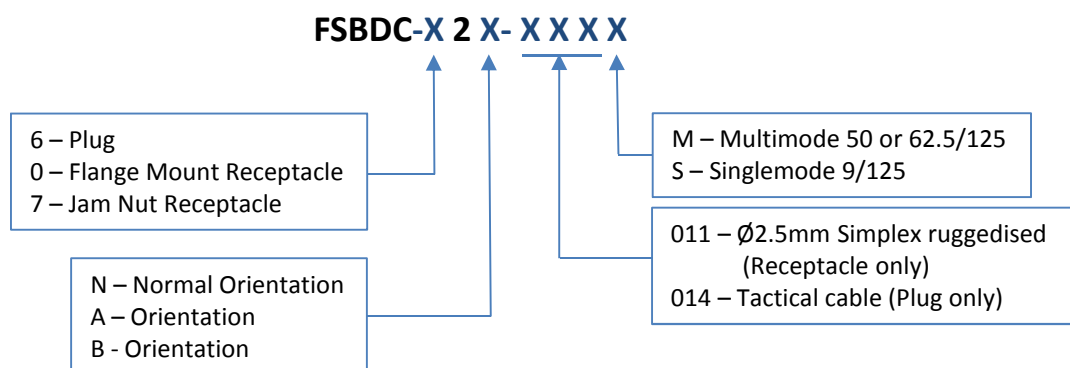 FSBDC-X 2 X- X X X X
6 – Plug
0 – Flange Mount Receptacle
7 – Jam Nut Receptacle
N – Normal Orientation
A – Orientation
B - Orientation
M – Multimode 50 or 62.5/125
S – Singlemode 9/125
011 – Ø2.5mm Simplex ruggedised
(Receptacle only)
014 – Tactical cable (Plug only)